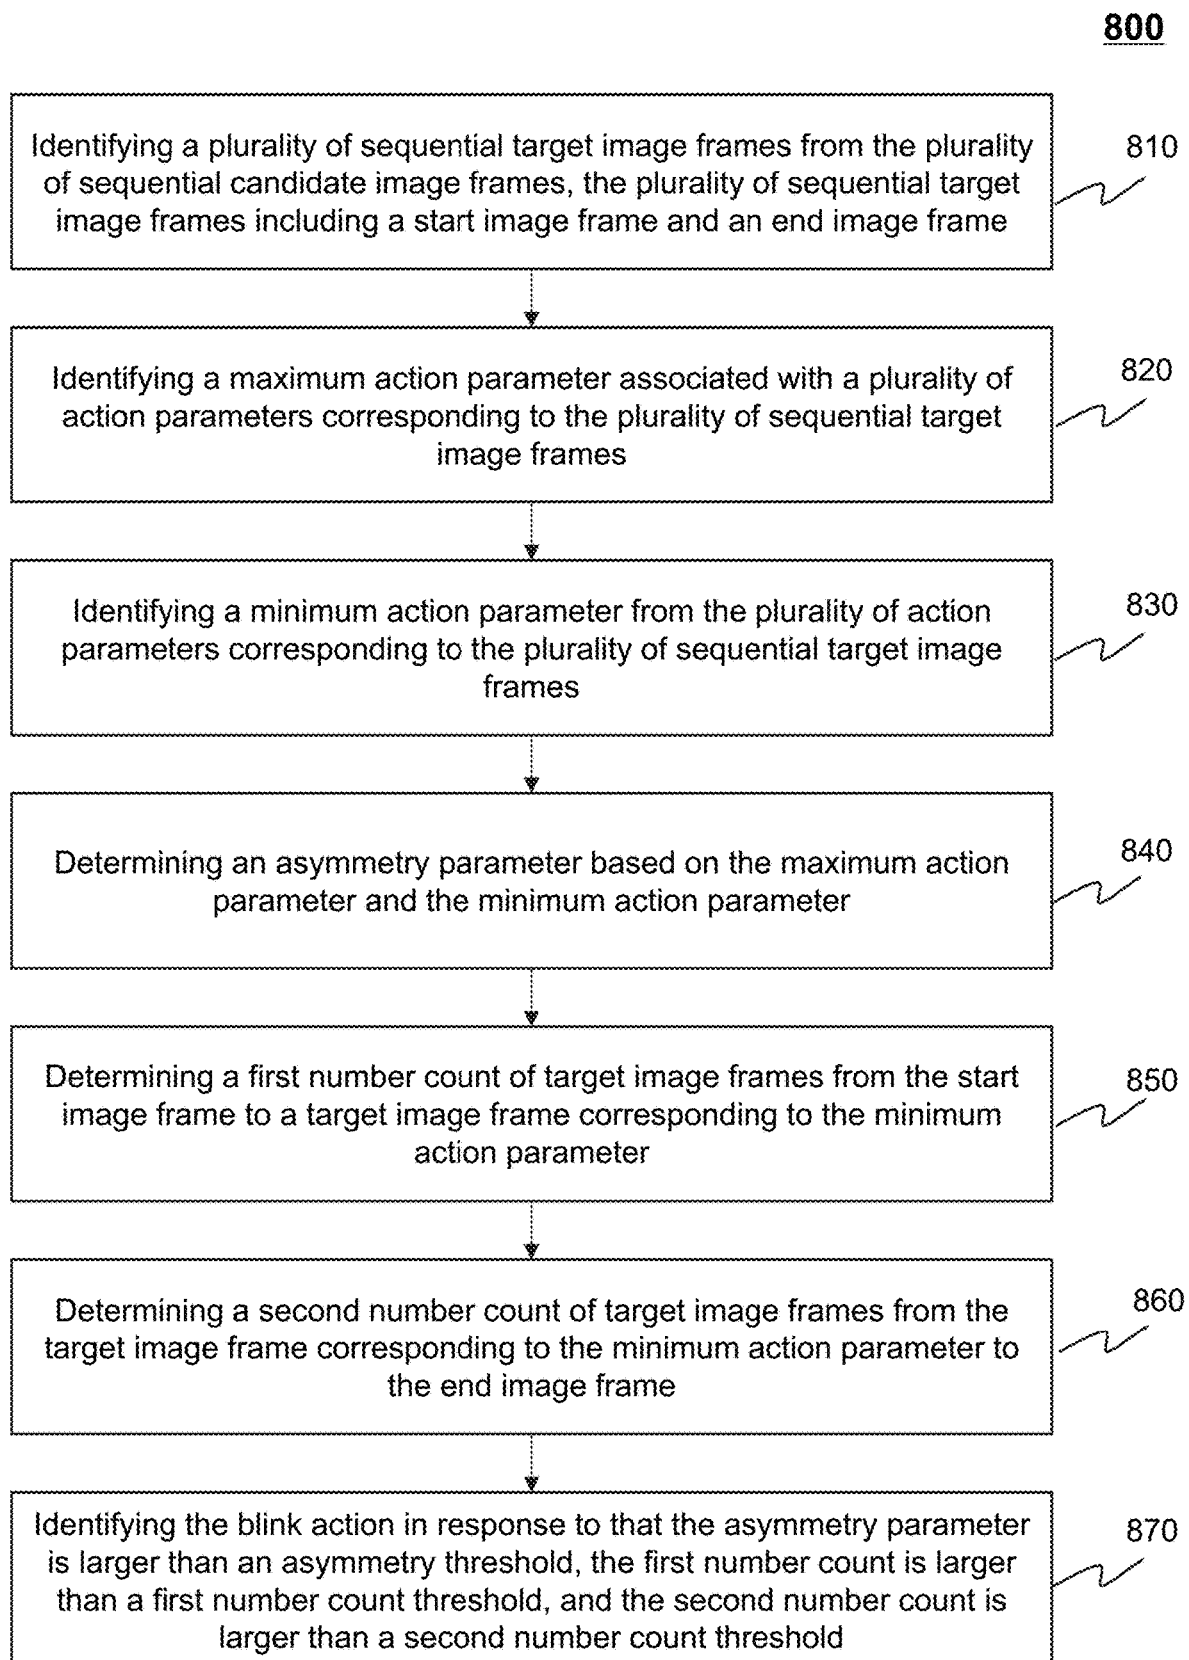 800
Identifying a plurality of sequential target image frames from the plurality
of sequential candidate image frames, the plurality of sequential target
image frames including a start image frame and an end image frame
810
Identifying a maximum action parameter associated with a plurality of
action parameters corresponding to the plurality of sequential target
image frames
820
Identifying a minimum action parameter from the plurality of action
parameters corresponding to the plurality of sequential target image
frames
830
Determining an asymmetry parameter based on the maximum action
parameter and the minimum action parameter
840
Determining a first number count of target image frames from the start
image frame to a target image frame corresponding to the minimum
action parameter
850
Determining a second number count of target image frames from the
target image frame corresponding to the minimum action parameter to
the end image frame
860
Identifying the blink action in response to that the asymmetry parameter
is larger than an asymmetry threshold, the first number count is larger
than a first number count threshold, and the second number count is
larger than a second number count threshold
870